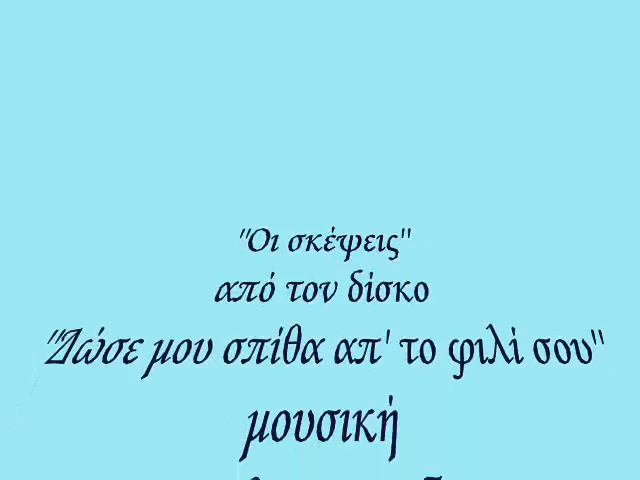 "Οι σκέψεις"
από τον δίσκο
"Δώσε μου σπίθα απ' το φιλί σου"
μουσική